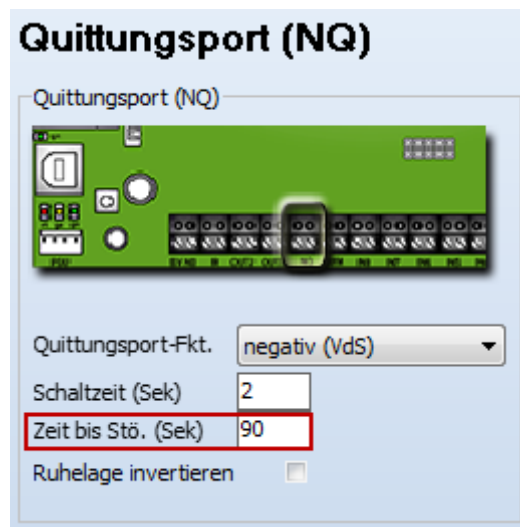 Quittungsport (NQ)
Quittungsport (NQ)
Quittungsport-Fkt. negativ (VdS)
Schaltzeit (Sek) 2
Zeit bis Stö. (Sek) 90
Ruhelage invertieren